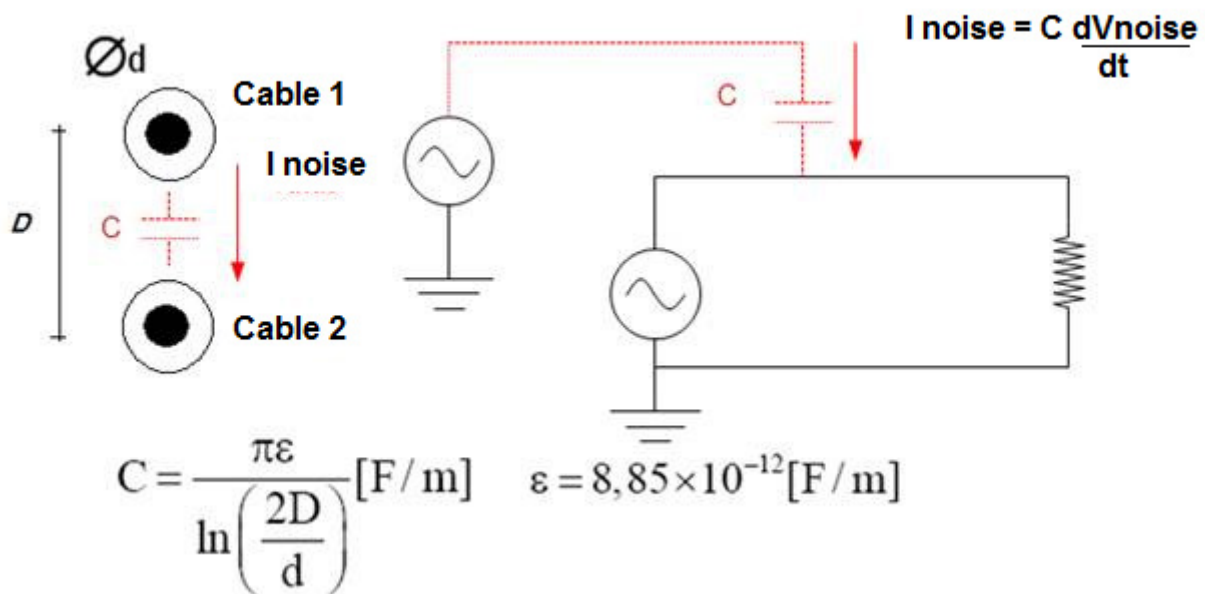 I noise = C dVnoise
dt
Ød
Cable 1
C
I noise
D
C
Cable 2
C = πε / ln(2D/d) [F/m] ε = 8,85×10⁻¹²[F/m]